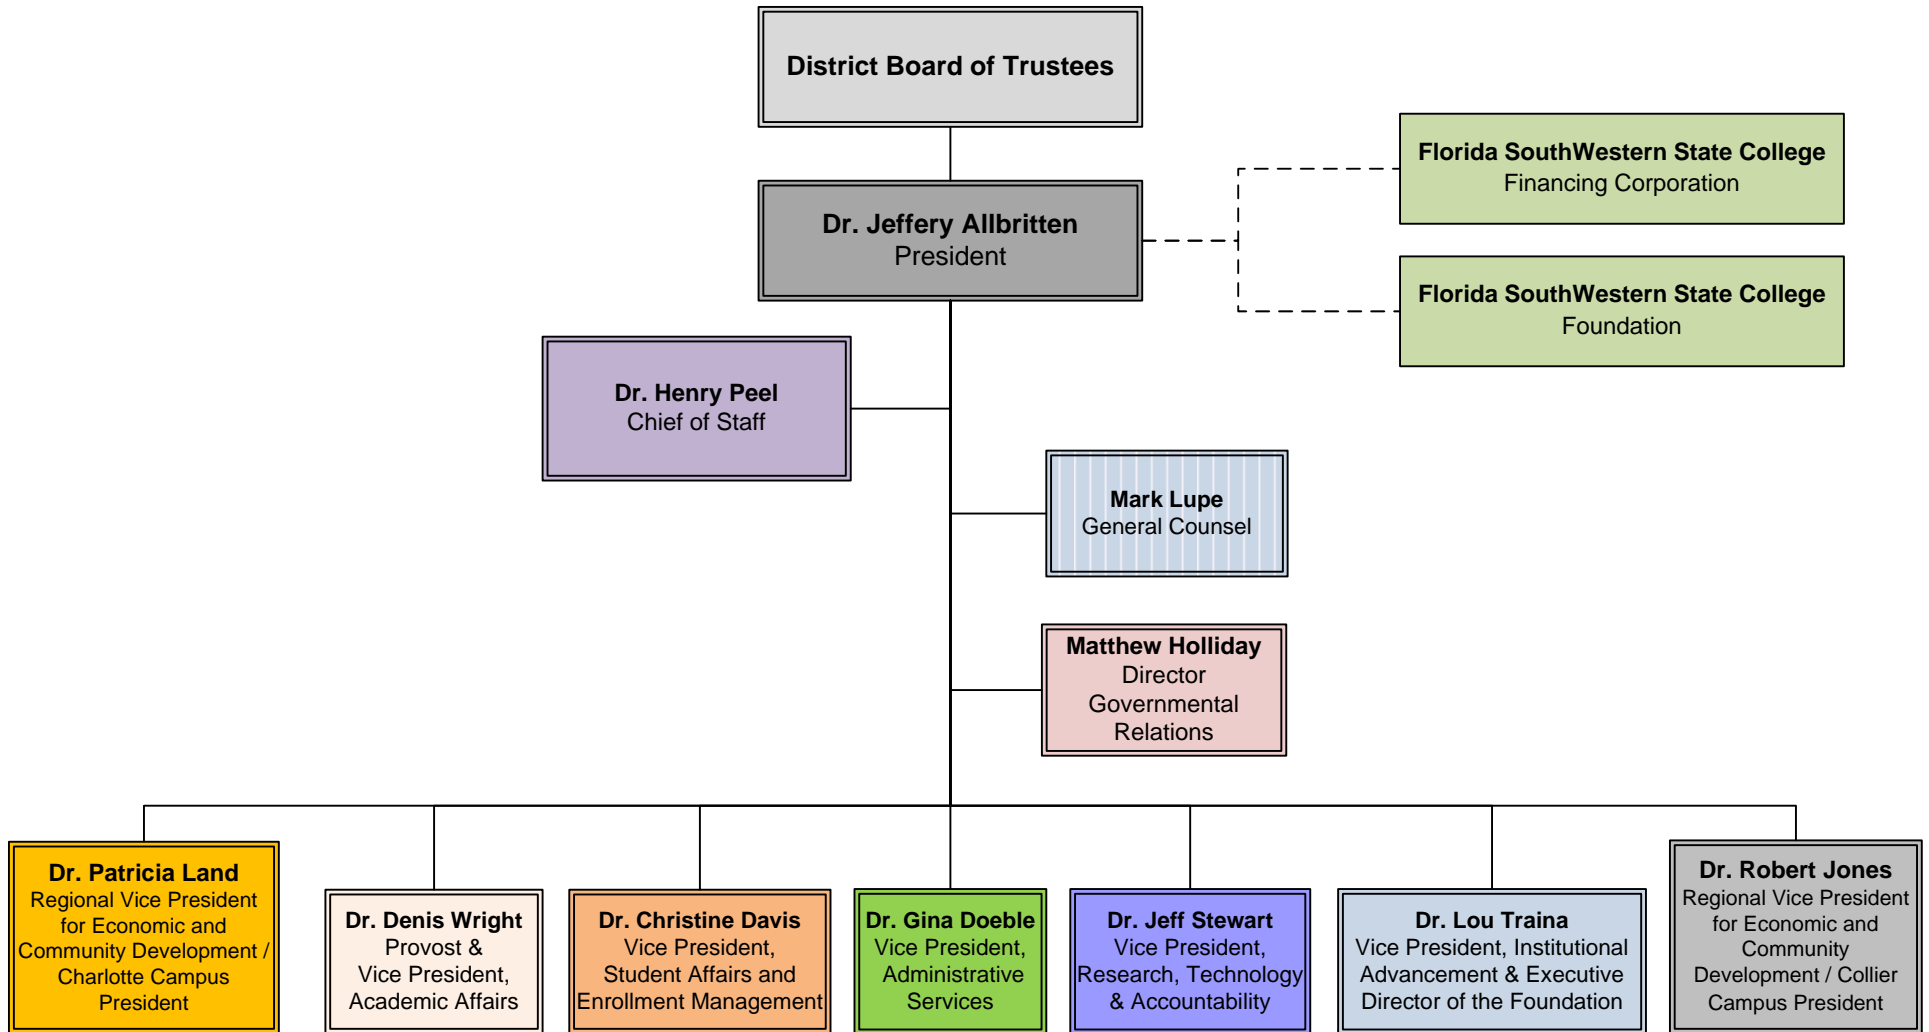 District Board of Trustees
Florida SouthWestern State College
Financing Corporation
Dr. Jeffery Allbritten
President
Florida SouthWestern State College
Foundation
Dr. Henry Peel
Chief of Staff
Mark Lupe
General Counsel
Matthew Holliday
Director
Governmental
Relations
Dr. Patricia Land
Regional Vice President
for Economic and
Community Development /
Charlotte Campus
President
Dr. Denis Wright
Provost &
Vice President,
Academic Affairs
Dr. Christine Davis
Vice President,
Student Affairs and
Enrollment Management
Dr. Gina Doeble
Vice President,
Administrative
Services
Dr. Jeff Stewart
Vice President,
Research, Technology
& Accountability
Dr. Lou Traina
Vice President, Institutional
Advancement & Executive
Director of the Foundation
Dr. Robert Jones
Regional Vice President
for Economic and
Community
Development / Collier
Campus President